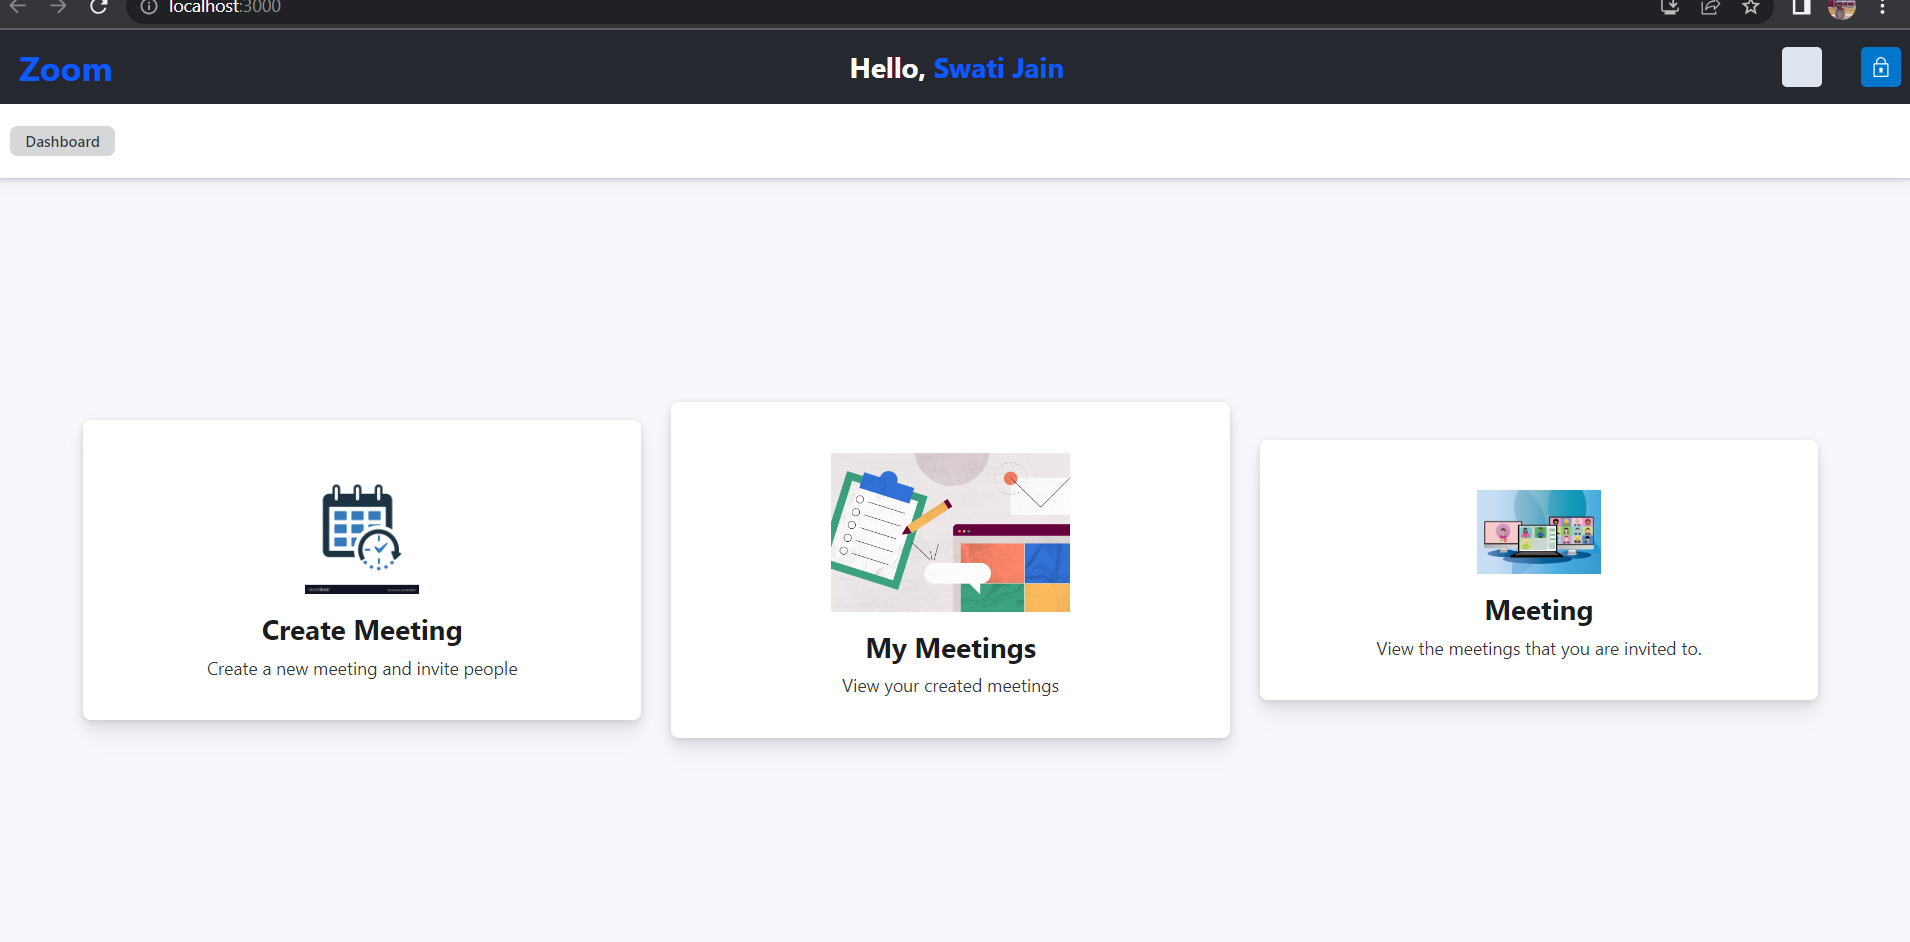 localhost:3000
Zoom
Hello, Swati Jain
Dashboard
Create Meeting
Create a new meeting and invite people
My Meetings
View your created meetings
Meeting
View the meetings that you are invited to.